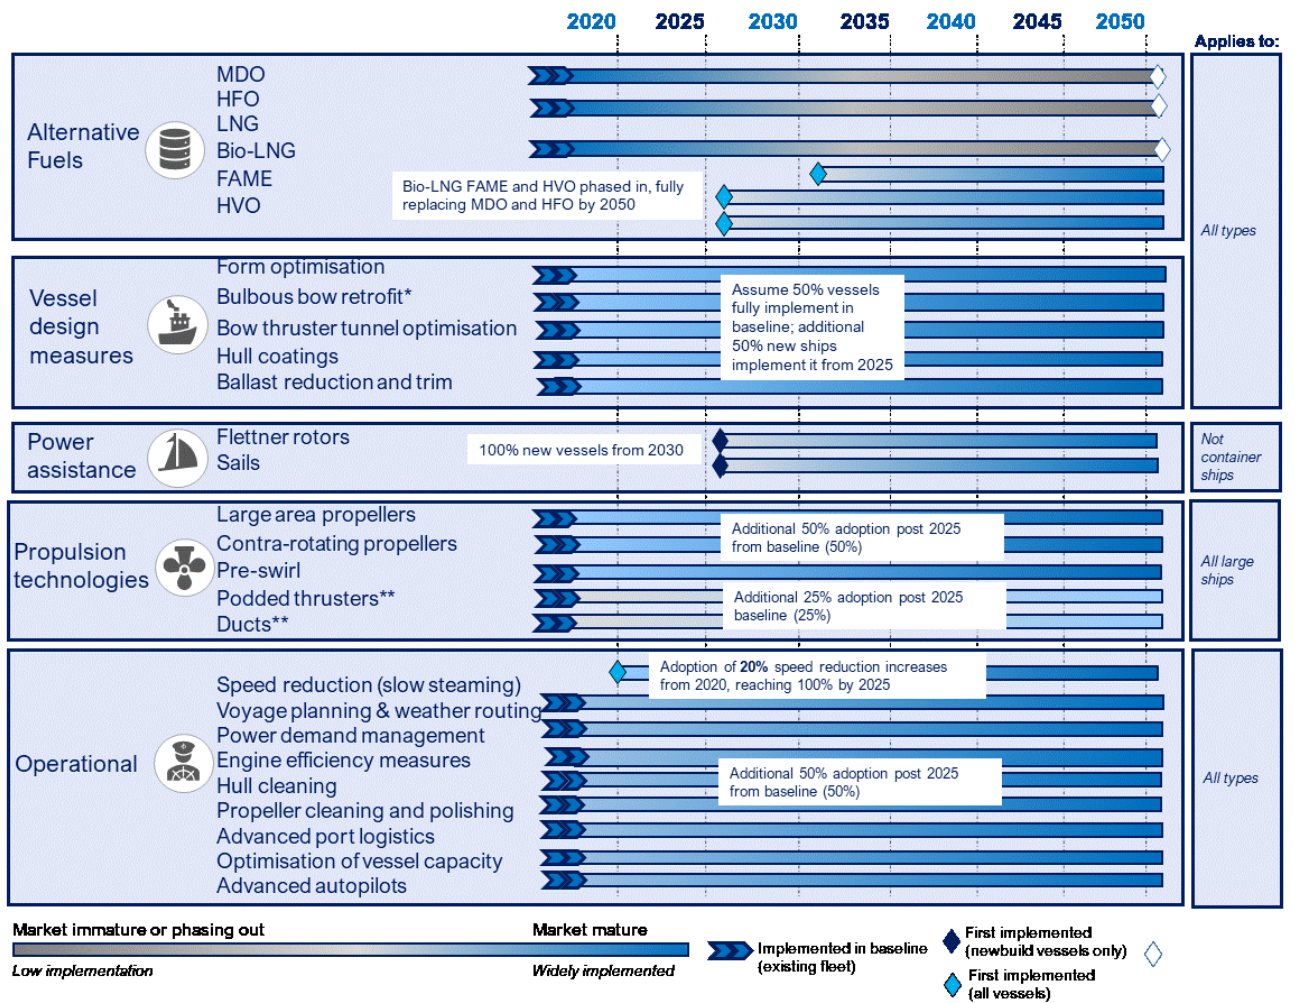 2020 2025 2030 2035 2040 2045 2050
Applies to:
Alternative
Fuels
MDO
HFO
LNG
Bio-LNG
FAME
HVO
Bio-LNG FAME and HVO phased in, fully
replacing MDO and HFO by 2050
All types
Vessel
design
measures
Form optimisation
Bulbous bow retrofit*
Bow thruster tunnel optimisation
Hull coatings
Ballast reduction and trim
Assume 50% vessels
fully implement in
baseline; additional
50% new ships
implement it from 2025
Power
assistance
Flettner rotors
Sails
100% new vessels from 2030
Not
container
ships
Propulsion
technologies
Large area propellers
Contra-rotating propellers
Pre-swirl
Podded thrusters**
Ducts**
Additional 50% adoption post 2025
from baseline (50%)
Additional 25% adoption post 2025
baseline (25%)
All large
ships
Operational
Speed reduction (slow steaming)
Voyage planning & weather routing
Power demand management
Engine efficiency measures
Hull cleaning
Propeller cleaning and polishing
Advanced port logistics
Optimisation of vessel capacity
Advanced autopilots
Adoption of 20% speed reduction increases
from 2020, reaching 100% by 2025
Additional 50% adoption post 2025
from baseline (50%)
All types
Market immature or phasing out
Market mature
Low implementation
Widely implemented
Implemented in baseline
(existing fleet)
First implemented
(newbuild vessels only)
First implemented
(all vessels)